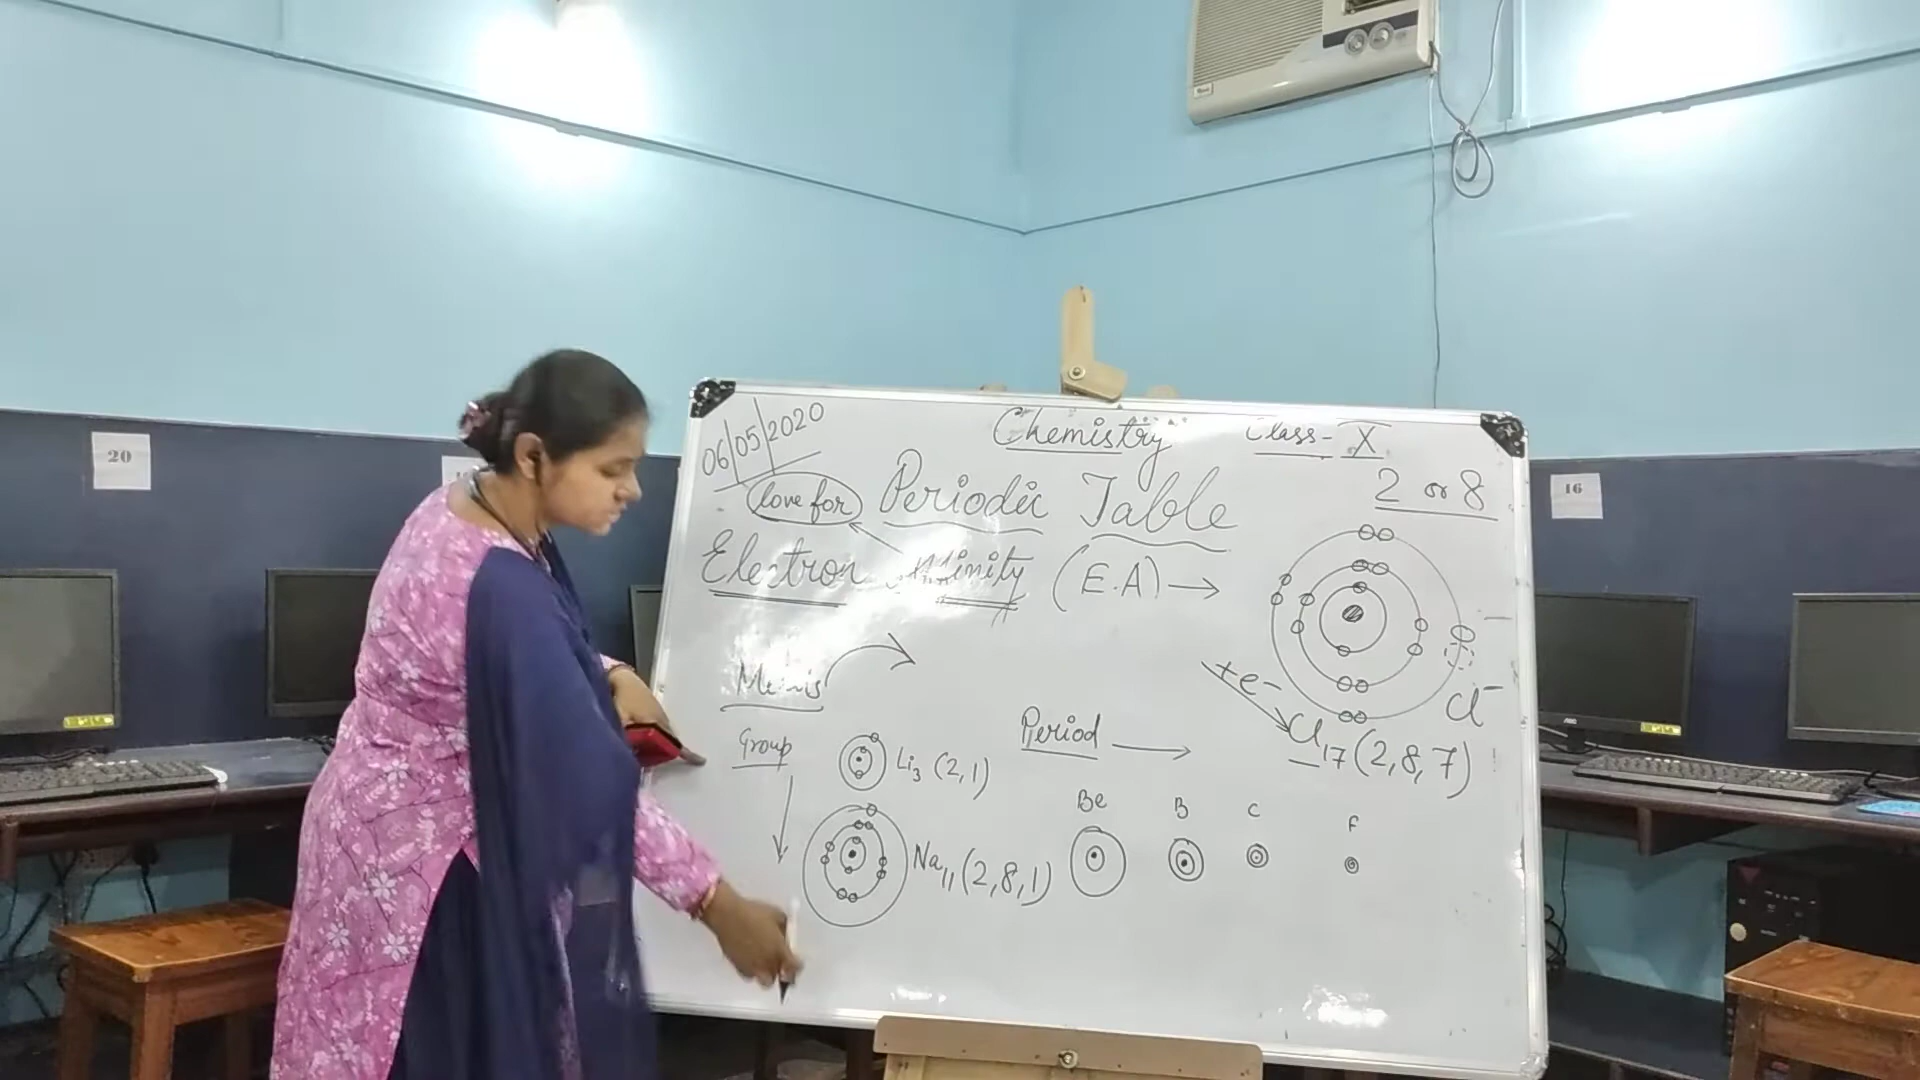 20
16
06/05/2020
Chemistry Class- X
love for Periodic Table
2 or 8
Electron Affinity (E.A) →
+e-
Cl-
Cl17 (2,8,7)
Group
Period →
Li3 (2,1)
Be B C F
Na11 (2,8,1)